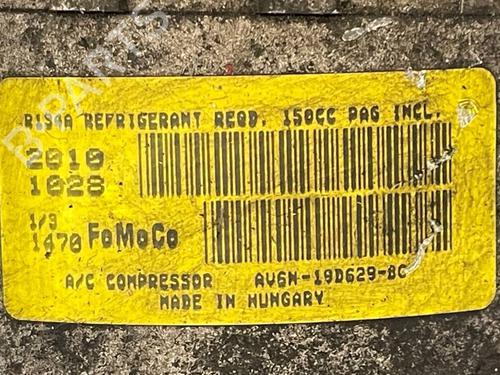 R134A REFRIGERANT REQD. 150CC PAG INCL.
2010
1028
1/3
1470 FoMoCo
A/C COMPRESSOR AV6N-19D629-BC
MADE IN HUNGARY
B-PARTS